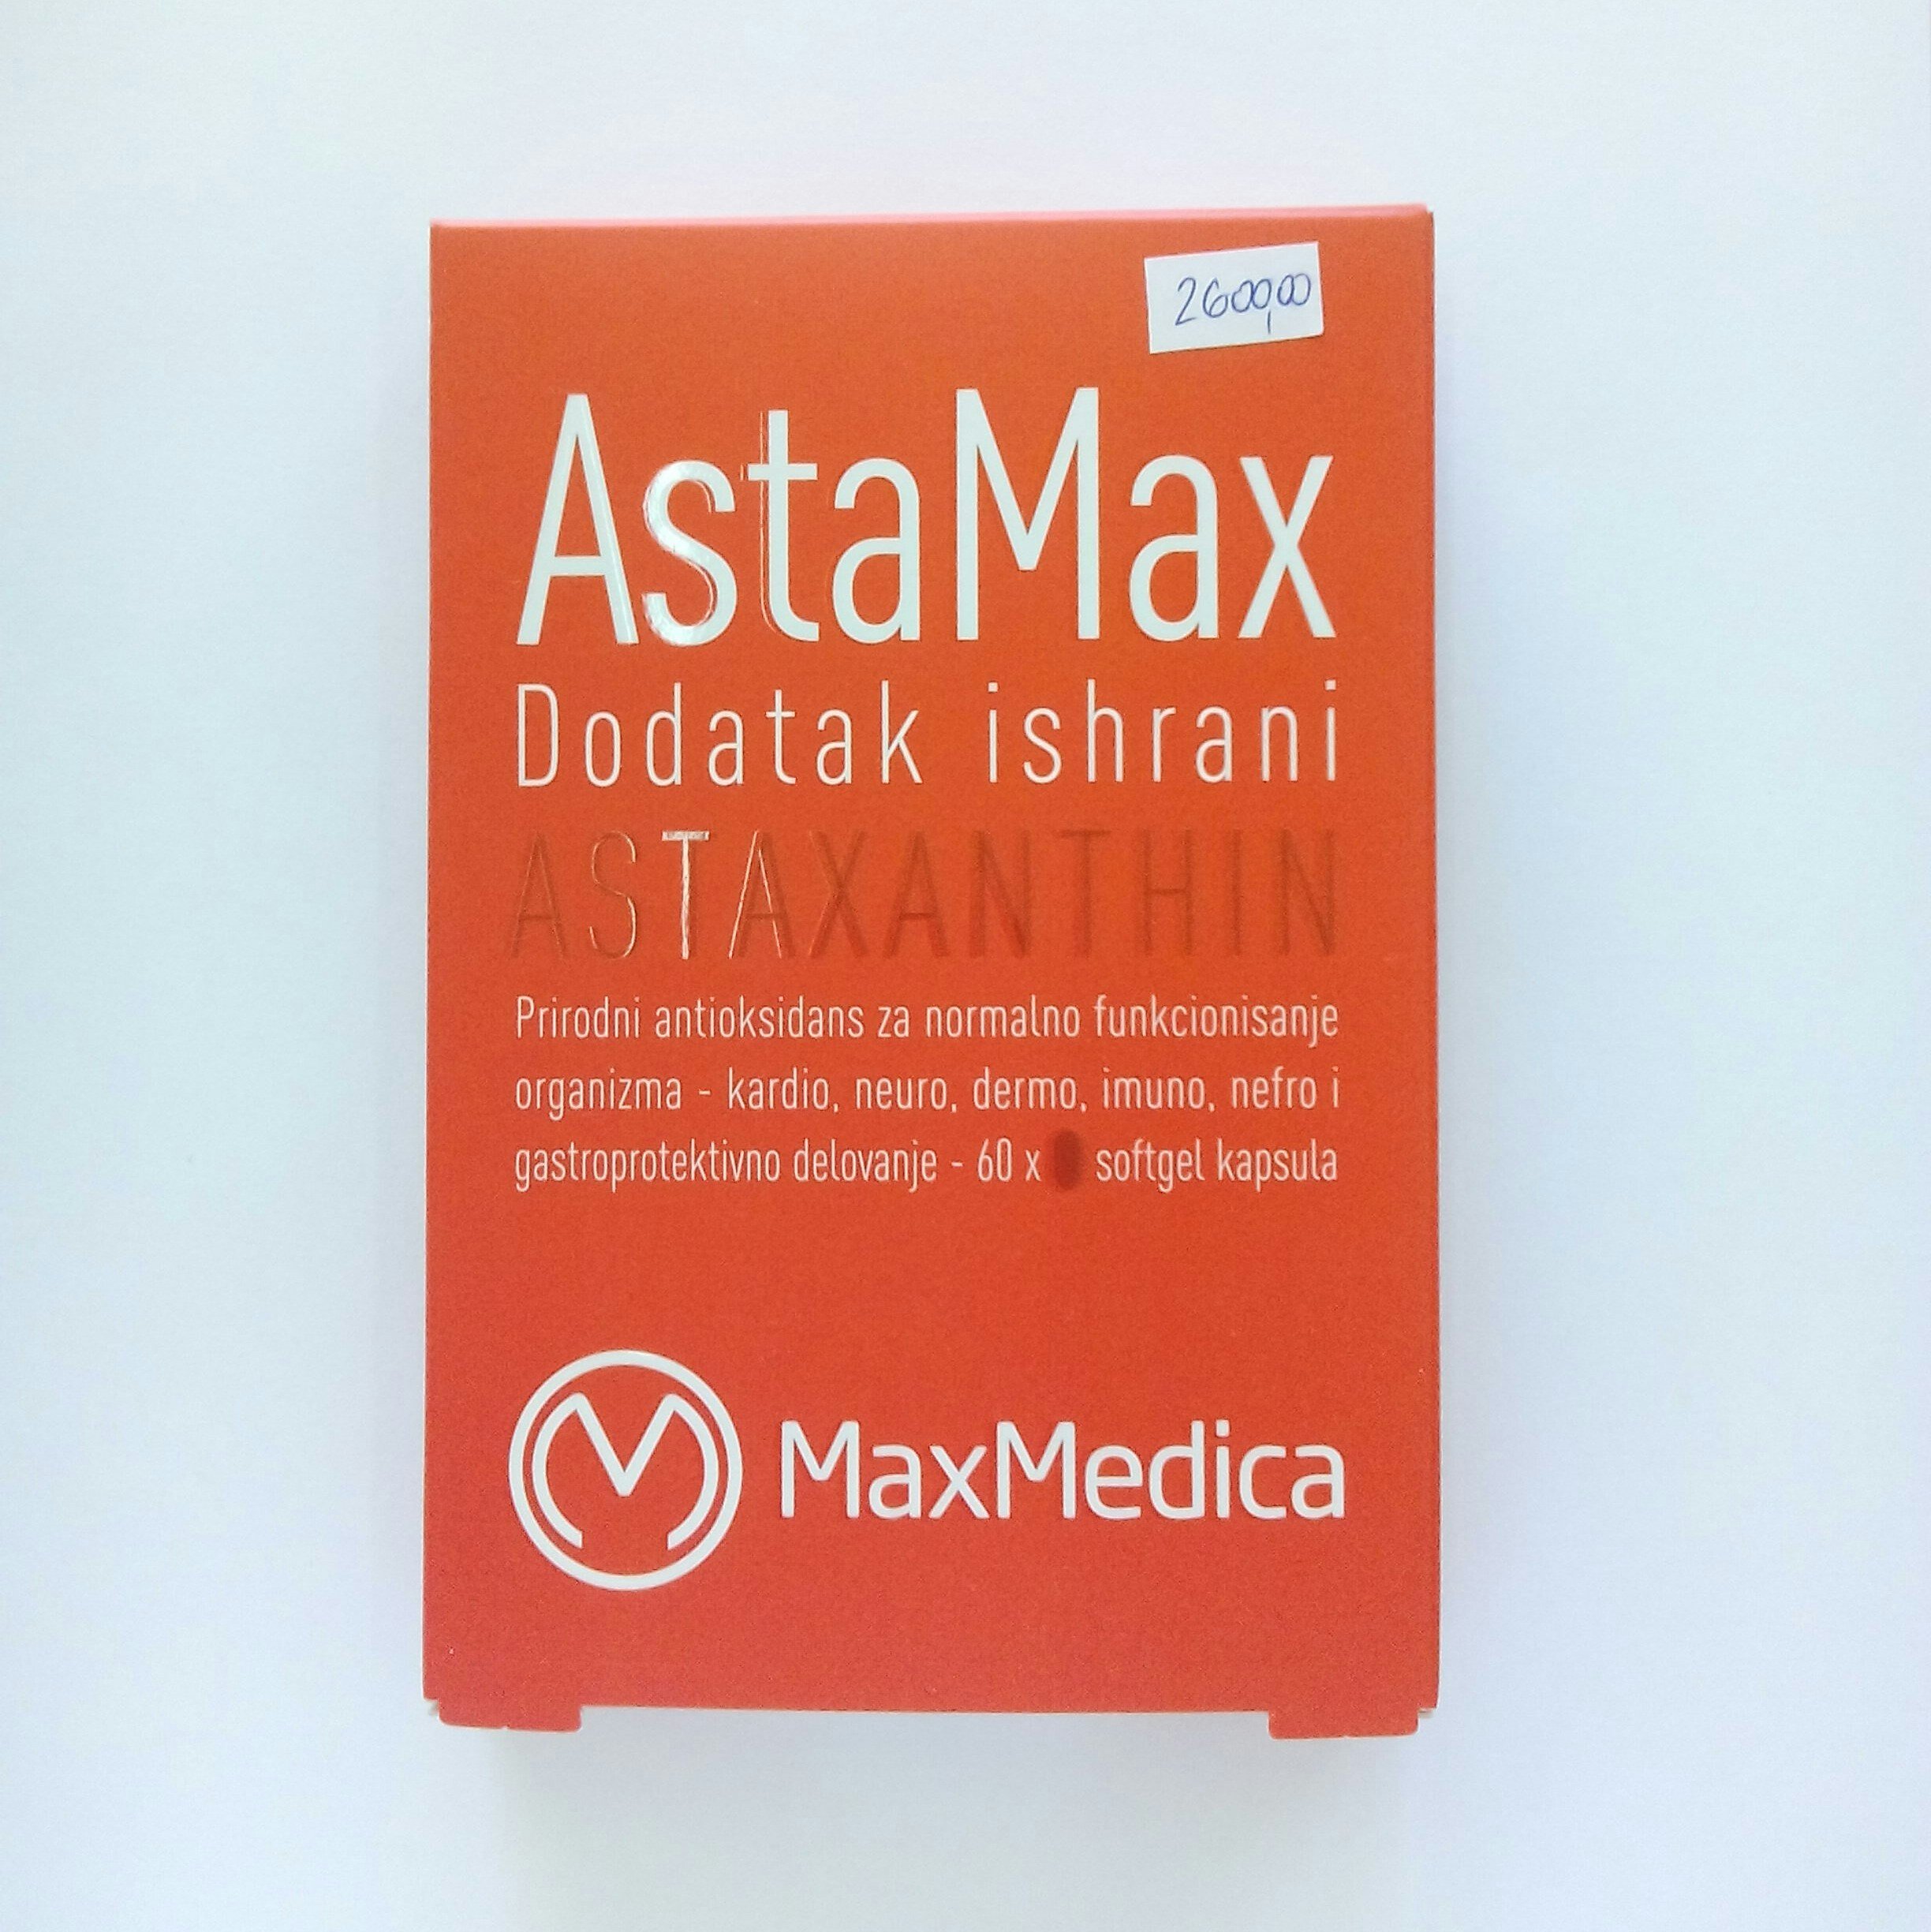 2600,00
AstaMax
Dodatak ishrani
ASTAXANTHIN
Prirodni antioksidans za normalno funkcionisanje
organizma - kardio, neuro, dermo, imuno, nefro i
gastroprotektivno delovanje - 60 x softgel kapsula
MaxMedica